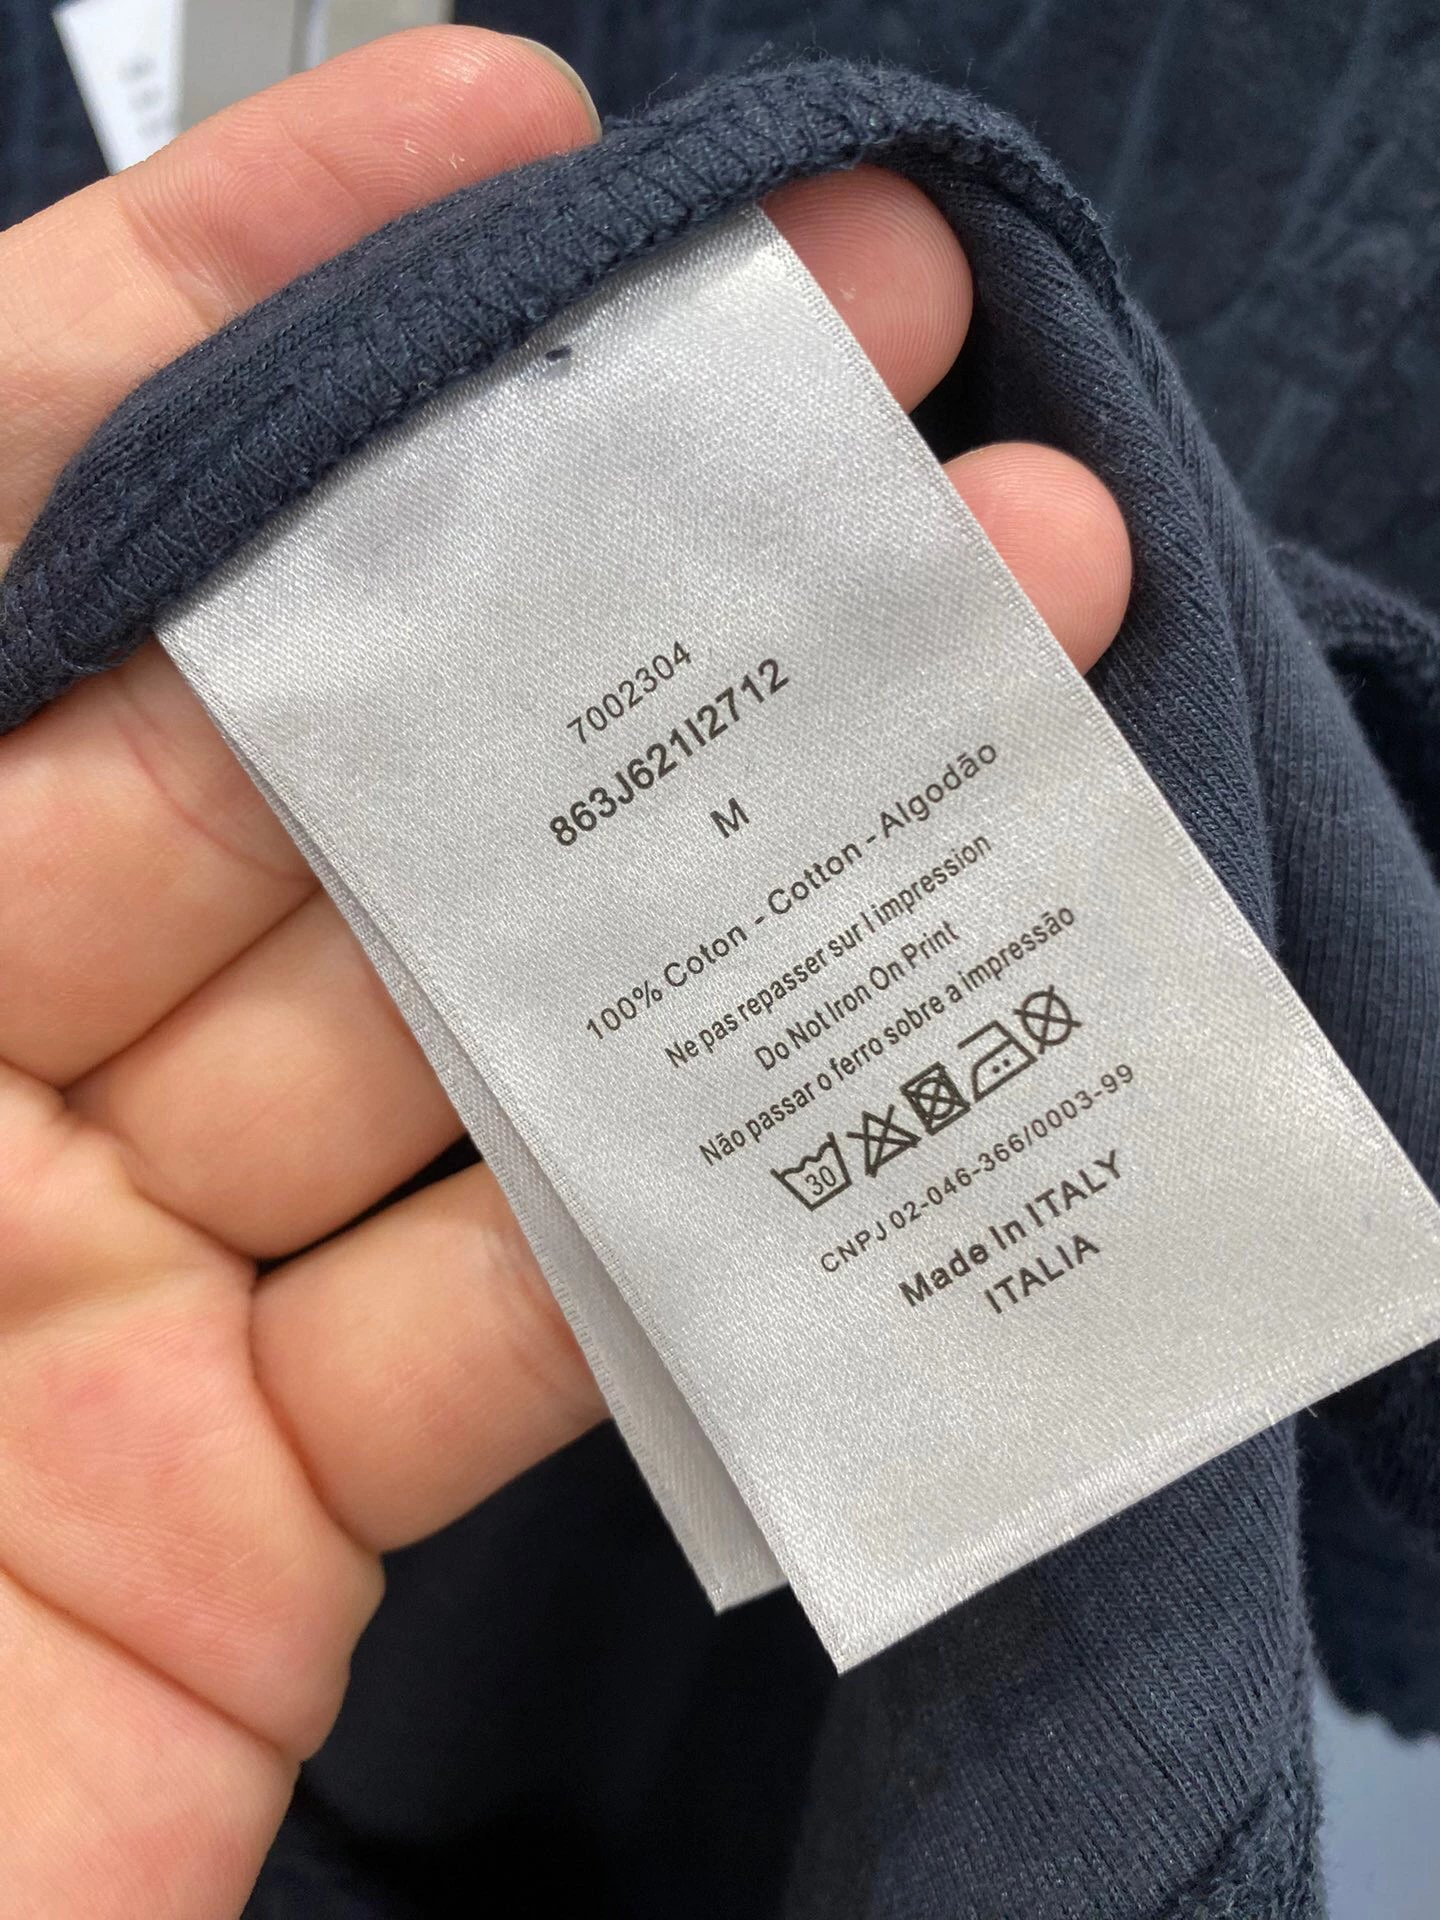 7002304
863J621I2712
M
100% Coton - Cotton - Algodão
Ne pas repasser sur l impression
Do Not Iron On Print
Não passar o ferro sobre a impressão
30
CNPJ 02-046-366/0003-99
Made In ITALY
ITALIA